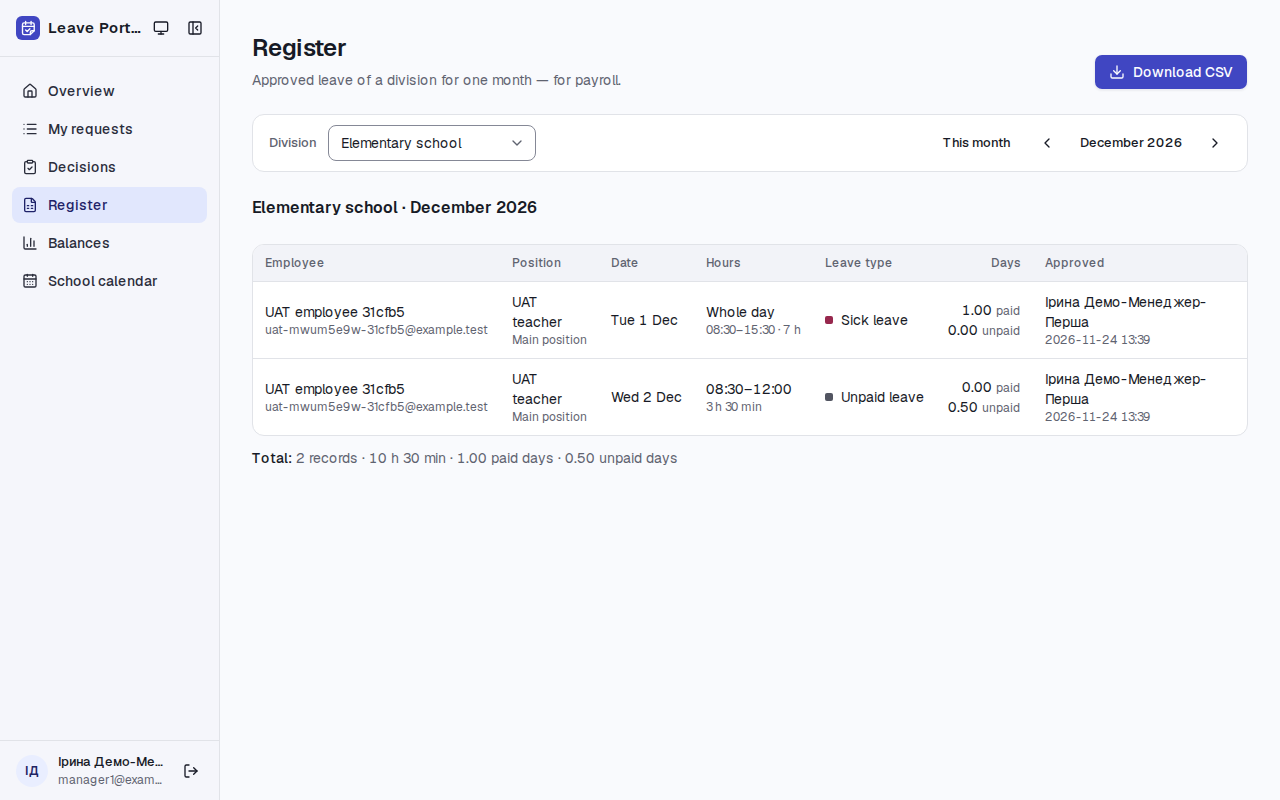 Leave Port…
Overview
My requests
Decisions
Register
Balances
School calendar
ІД
Ірина Демо-Ме…
manager1@exam…
Register
Approved leave of a division for one month — for payroll.
Download CSV
Division
Elementary school
This month
December 2026
Elementary school · December 2026
Employee Position Date Hours Leave type Days Approved
UAT employee 31cfb5
uat-mwum5e9w-31cfb5@example.test
UAT
teacher
Main position
Tue 1 Dec
Whole day
08:30–15:30 · 7 h
Sick leave
1.00 paid
0.00 unpaid
Ірина Демо-Менеджер-
Перша
2026-11-24 13:39
UAT employee 31cfb5
uat-mwum5e9w-31cfb5@example.test
UAT
teacher
Main position
Wed 2 Dec
08:30–12:00
3 h 30 min
Unpaid leave
0.00 paid
0.50 unpaid
Ірина Демо-Менеджер-
Перша
2026-11-24 13:39
Total: 2 records · 10 h 30 min · 1.00 paid days · 0.50 unpaid days